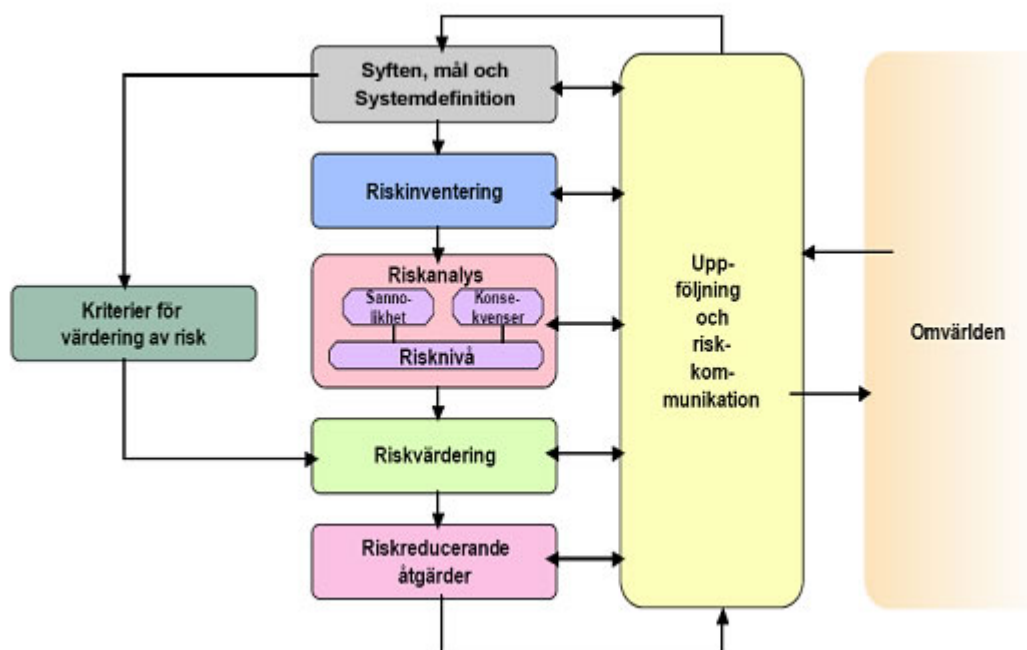 Syften, mål och
Systemdefinition
Riskinventering
Riskanalys
Sanno-
likhet
Konse-
kvenser
Risknivå
Kriterier för
värdering av risk
Riskvärdering
Riskreducerande
åtgärder
Upp-
följning
och
risk-
kom-
munikation
Omvärlden